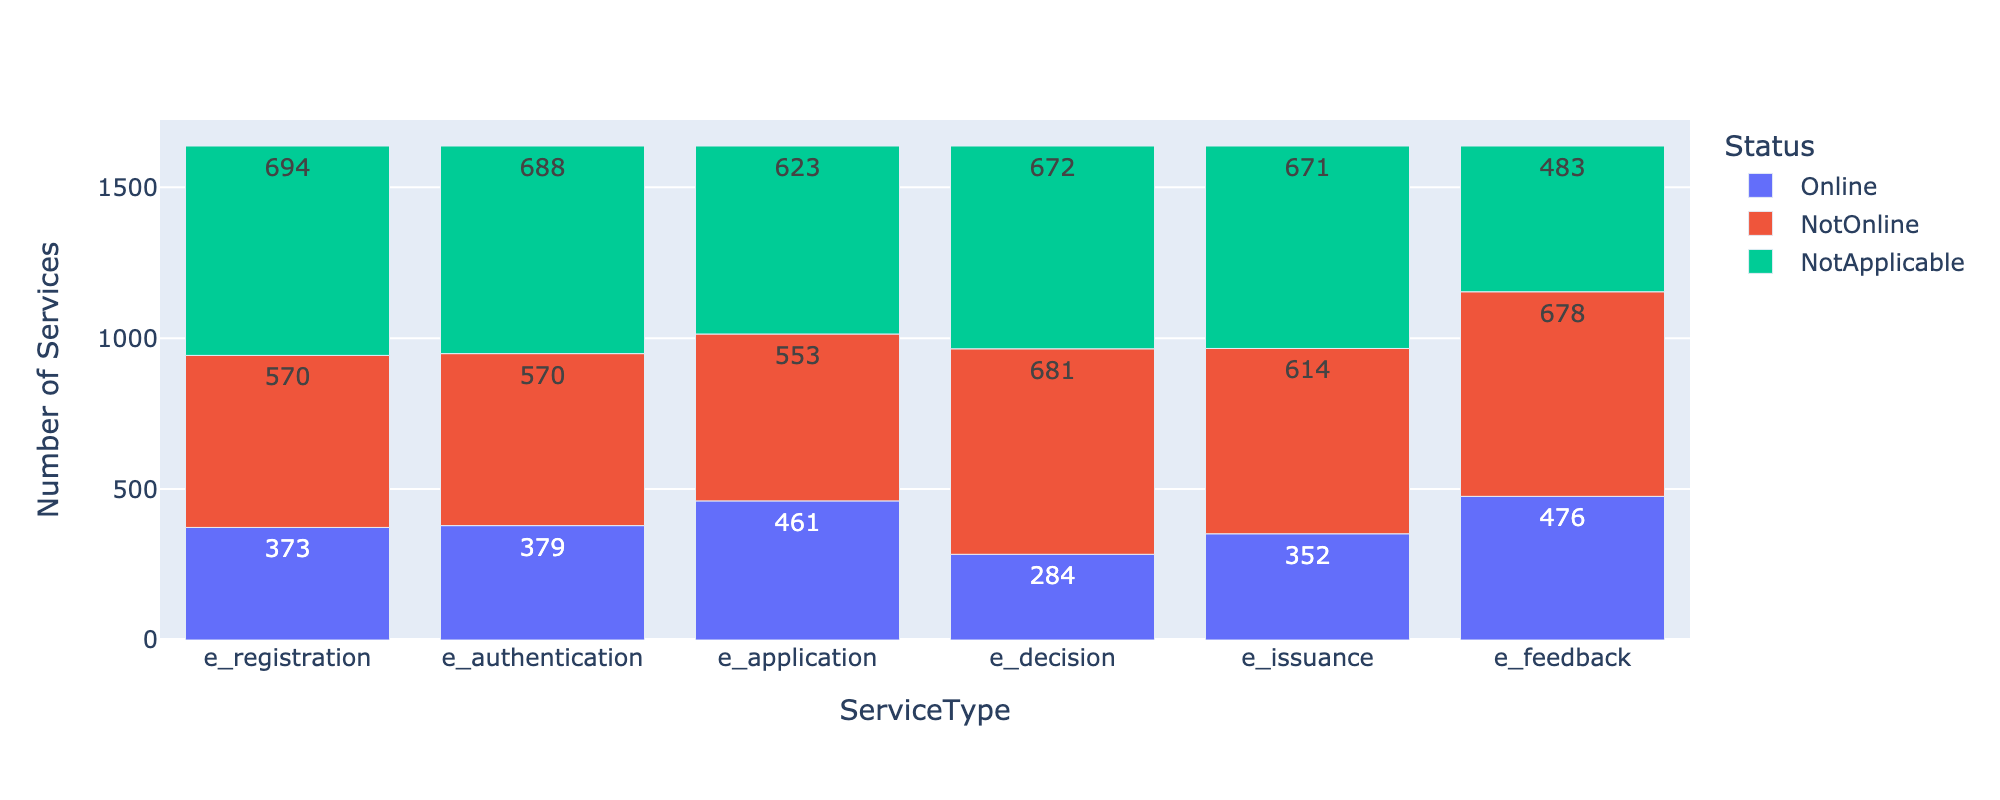 Status
Online
NotOnline
NotApplicable
Number of Services
1500
1000
500
0
694 688 623 672 671 483
570 570 553 681 614 678
373 379 461 284 352 476
e_registration e_authentication e_application e_decision e_issuance e_feedback
ServiceType